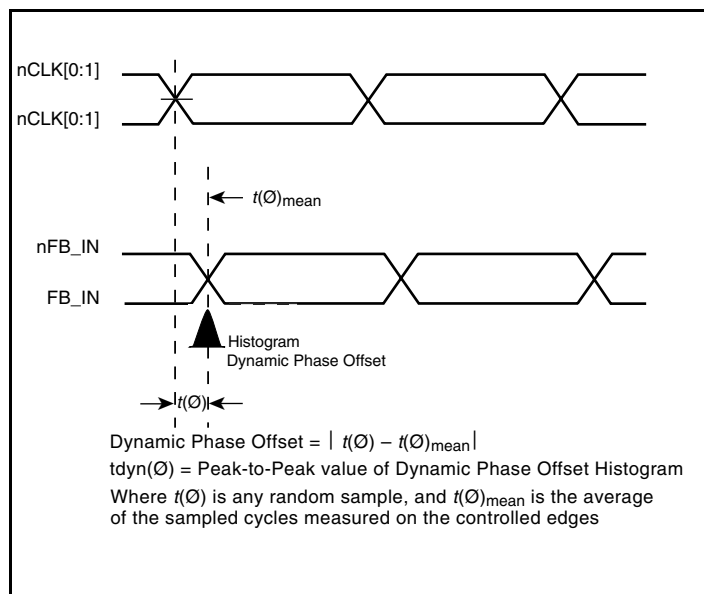 nCLK[0:1]
nCLK[0:1]
t(Ø)mean
nFB_IN
FB_IN
Histogram
Dynamic Phase Offset
t(Ø)
Dynamic Phase Offset = | t(Ø) – t(Ø)mean|
tdyn(Ø) = Peak-to-Peak value of Dynamic Phase Offset Histogram
Where t(Ø) is any random sample, and t(Ø)mean is the average
of the sampled cycles measured on the controlled edges